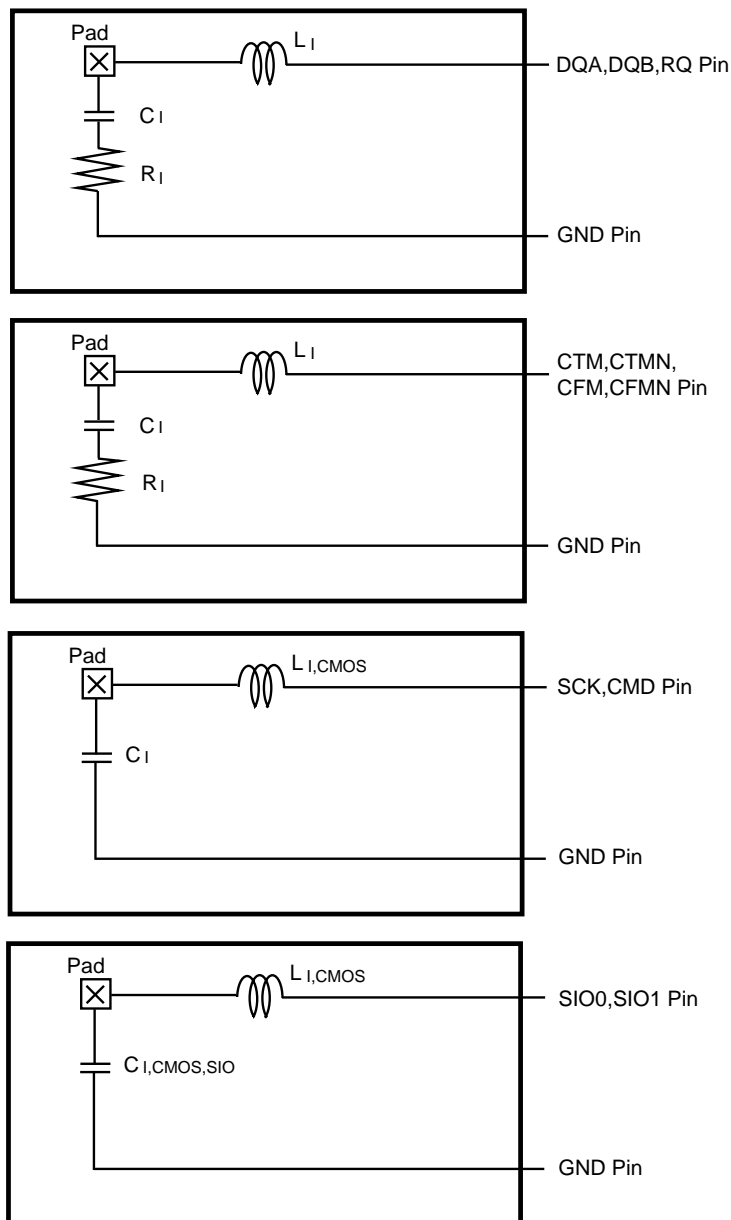 Pad
L I
DQA,DQB,RQ Pin
C I
R I
GND Pin
Pad
L I
CTM,CTMN,
CFM,CFMN Pin
C I
R I
GND Pin
Pad
L I,CMOS
SCK,CMD Pin
C I
GND Pin
Pad
L I,CMOS
SIO0,SIO1 Pin
C I,CMOS,SIO
GND Pin